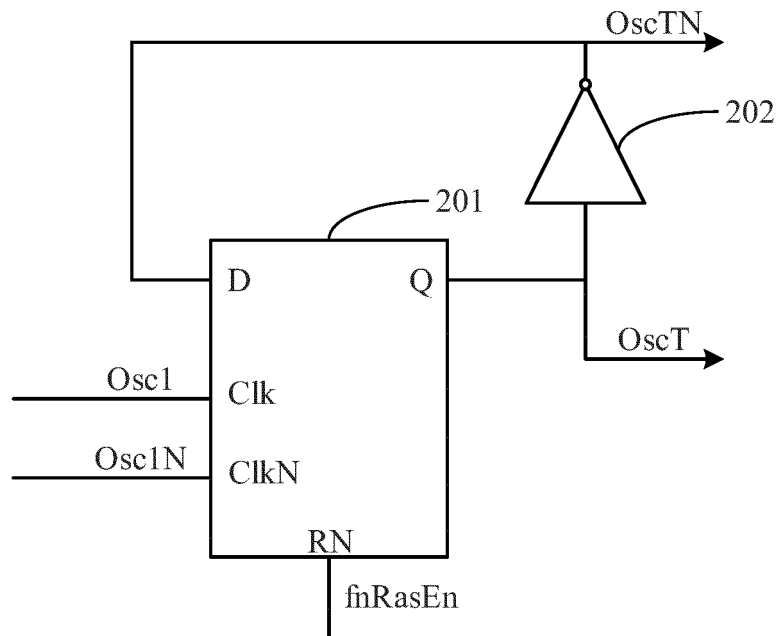 OscTN
202
201
D
Q
OscT
Osc1
Clk
Osc1N
ClkN
RN
fnRasEn